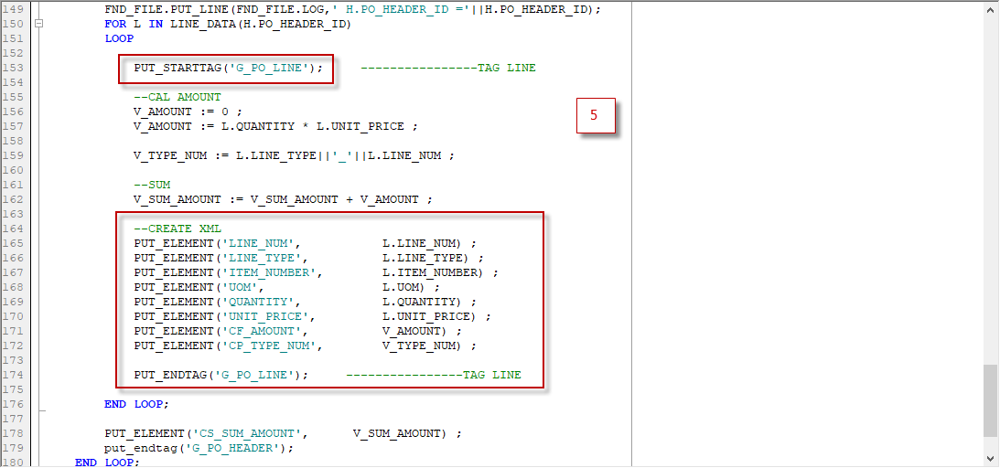 149 FND_FILE.PUT_LINE(FND_FILE.LOG,' H.PO_HEADER_ID ='||H.PO_HEADER_ID);
150 FOR L IN LINE_DATA(H.PO_HEADER_ID)
151 LOOP
152
153 PUT_STARTTAG('G_PO_LINE'); ----------------TAG LINE
154
155 --CAL AMOUNT
156 V_AMOUNT := 0 ;
5
157 V_AMOUNT := L.QUANTITY * L.UNIT_PRICE ;
158
159 V_TYPE_NUM := L.LINE_TYPE||'_'||L.LINE_NUM ;
160
161 --SUM
162 V_SUM_AMOUNT := V_SUM_AMOUNT + V_AMOUNT ;
163
164 --CREATE XML
165 PUT_ELEMENT('LINE_NUM', L.LINE_NUM) ;
166 PUT_ELEMENT('LINE_TYPE', L.LINE_TYPE) ;
167 PUT_ELEMENT('ITEM_NUMBER', L.ITEM_NUMBER) ;
168 PUT_ELEMENT('UOM', L.UOM) ;
169 PUT_ELEMENT('QUANTITY', L.QUANTITY) ;
170 PUT_ELEMENT('UNIT_PRICE', L.UNIT_PRICE) ;
171 PUT_ELEMENT('CF_AMOUNT', V_AMOUNT) ;
172 PUT_ELEMENT('CP_TYPE_NUM', V_TYPE_NUM) ;
173
174 PUT_ENDTAG('G_PO_LINE'); ----------------TAG LINE
175
176 END LOOP;
177
178 PUT_ELEMENT('CS_SUM_AMOUNT', V_SUM_AMOUNT) ;
179 put_endtag('G_PO_HEADER');
180 END LOOP;